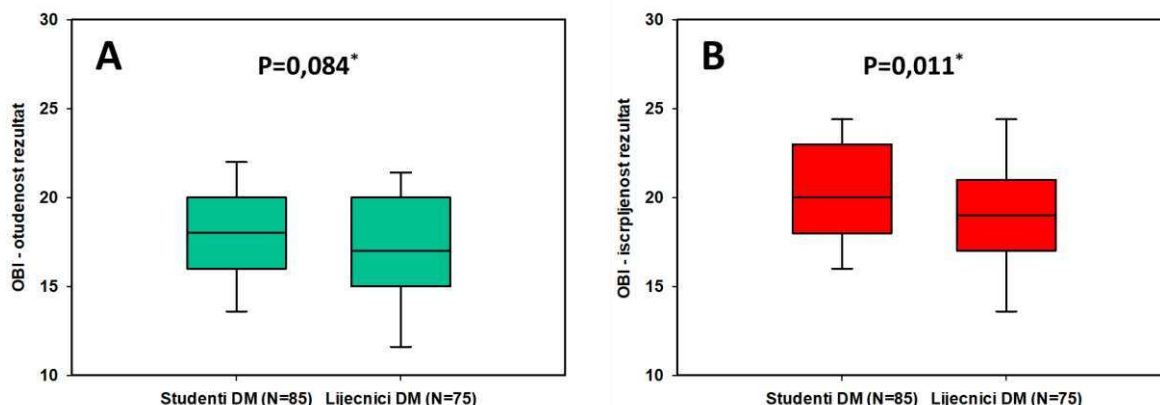 A
P=0,084*
OBI - otuđenost rezultat
30
25
20
15
10
Studenti DM (N=85) Lijecnici DM (N=75)
B
P=0,011*
OBI - iscrpljenost rezultat
30
25
20
15
10
Studenti DM (N=85) Lijecnici DM (N=75)